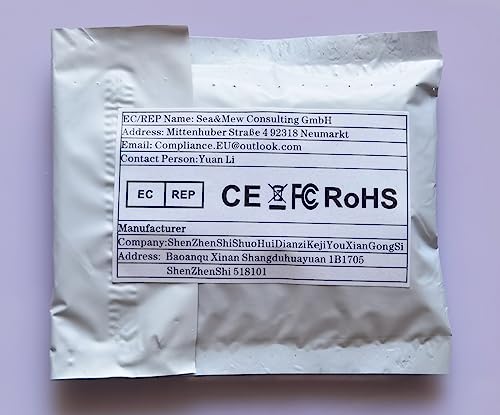 EC/REP Name: Sea&Mew Consulting GmbH
Address: Mittenhuber Straße 4 92318 Neumarkt
Email: Compliance.EU@outlook.com
Contact Person:Yuan Li
EC REP CE FC RoHS
Manufacturer
Company:ShenZhenShiShuoHuiDianziKejiYouXianGongSi
Address: Baoanqu Xinan Shangduhuayuan 1B1705
ShenZhenShi 518101